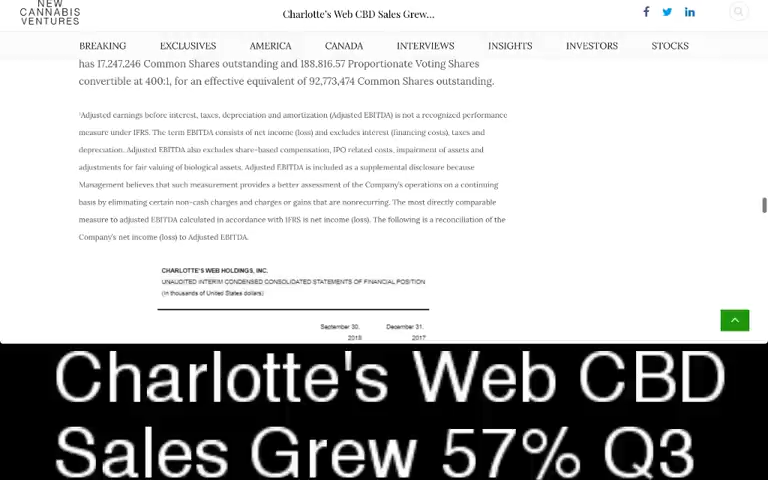 NEW
CANNABIS
VENTURES
Charlotte's Web CBD Sales Grew...
BREAKING EXCLUSIVES AMERICA CANADA INTERVIEWS INSIGHTS INVESTORS STOCKS
has 17,247,246 Common Shares outstanding and 188,816.57 Proportionate Voting Shares
convertible at 400:1, for an effective equivalent of 92,773,474 Common Shares outstanding.
¹Adjusted earnings before interest, taxes, depreciation and amortization (Adjusted EBITDA) is not a recognized performance
measure under IFRS. The term EBITDA consists of net income (loss) and excludes interest (financing costs), taxes and
depreciation. Adjusted EBITDA also excludes share-based compensation, IPO related costs, impairment of assets and
adjustments for fair valuing of biological assets. Adjusted EBITDA is included as a supplemental disclosure because
Management believes that such measurement provides a better assessment of the Company's operations on a continuing
basis by eliminating certain non-cash charges and charges or gains that are nonrecurring. The most directly comparable
measure to adjusted EBITDA calculated in accordance with IFRS is net income (loss). The following is a reconciliation of the
Company's net income (loss) to Adjusted EBITDA.
CHARLOTTE'S WEB HOLDINGS, INC.
UNAUDITED INTERIM CONDENSED CONSOLIDATED STATEMENTS OF FINANCIAL POSITION
(In thousands of United States dollars)
September 30, December 31,
2018 2017
Charlotte's Web CBD
Sales Grew 57% Q3